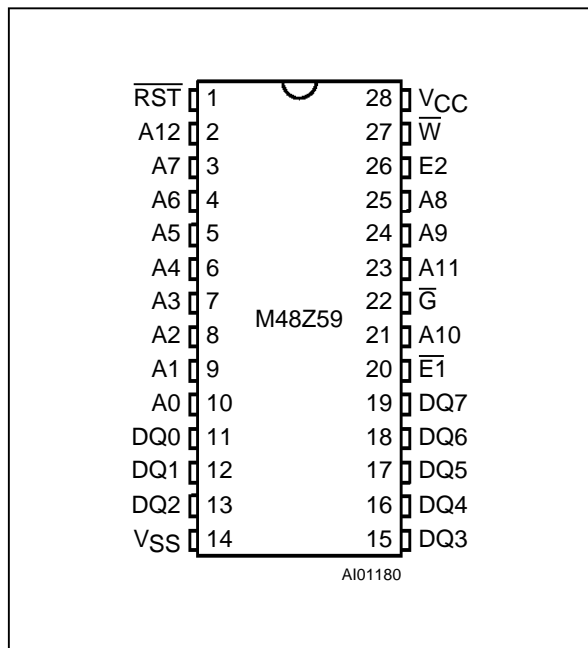 R̅S̅T̅ 1 28 VCC
A12 2 27 W̅
A7 3 26 E2
A6 4 25 A8
A5 5 24 A9
A4 6 23 A11
A3 7 22 G̅
M48Z59
A2 8 21 A10
A1 9 20 E̅1̅
A0 10 19 DQ7
DQ0 11 18 DQ6
DQ1 12 17 DQ5
DQ2 13 16 DQ4
VSS 14 15 DQ3
AI01180